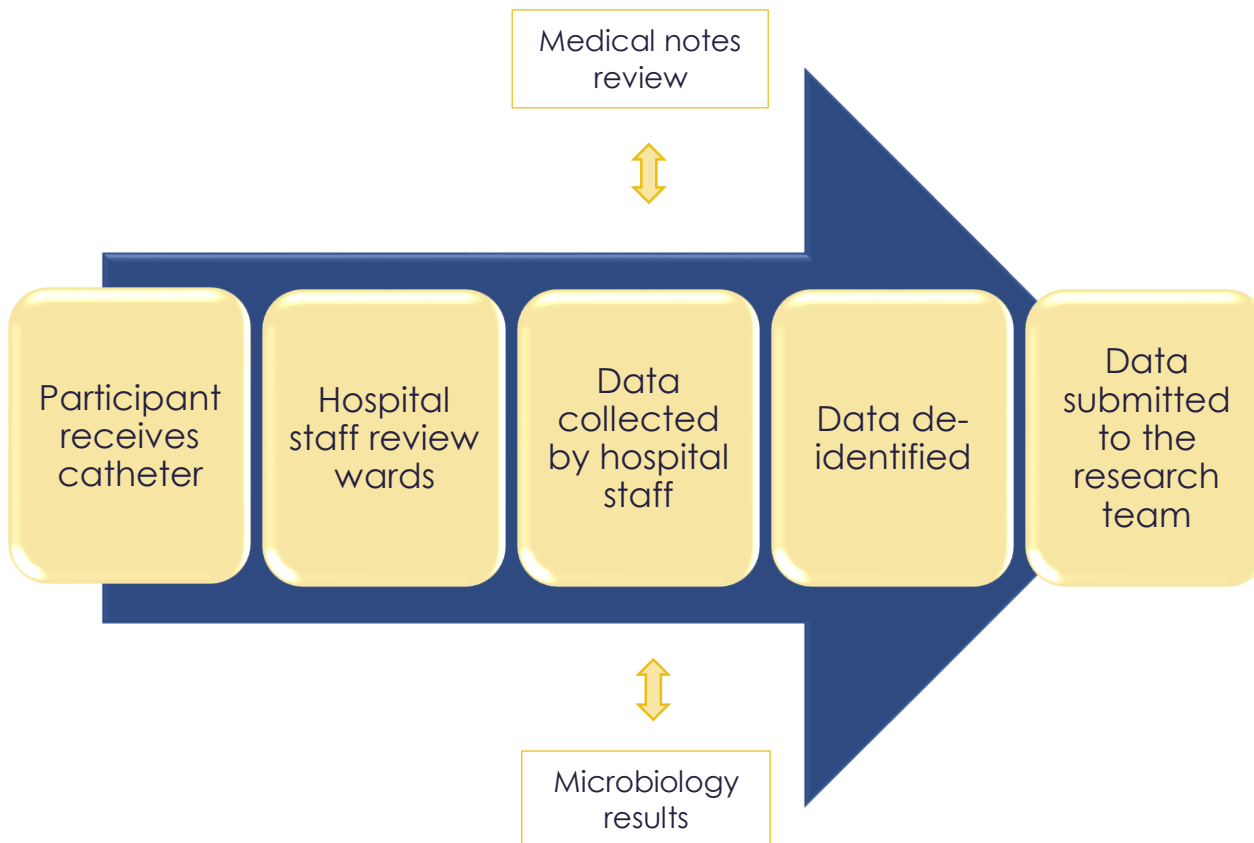 Medical notes
review
Participant
receives
catheter
Hospital
staff review
wards
Data
collected
by hospital
staff
Data de-
identified
Data
submitted
to the
research
team
Microbiology
results